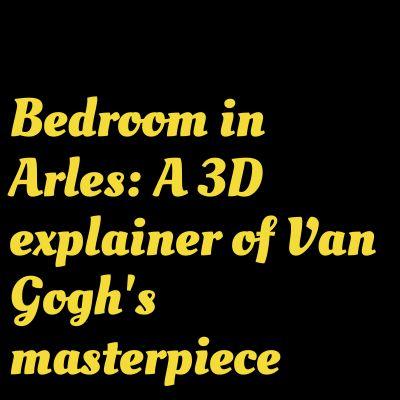 Bedroom in
Arles: A 3D
explainer of Van
Gogh's
masterpiece